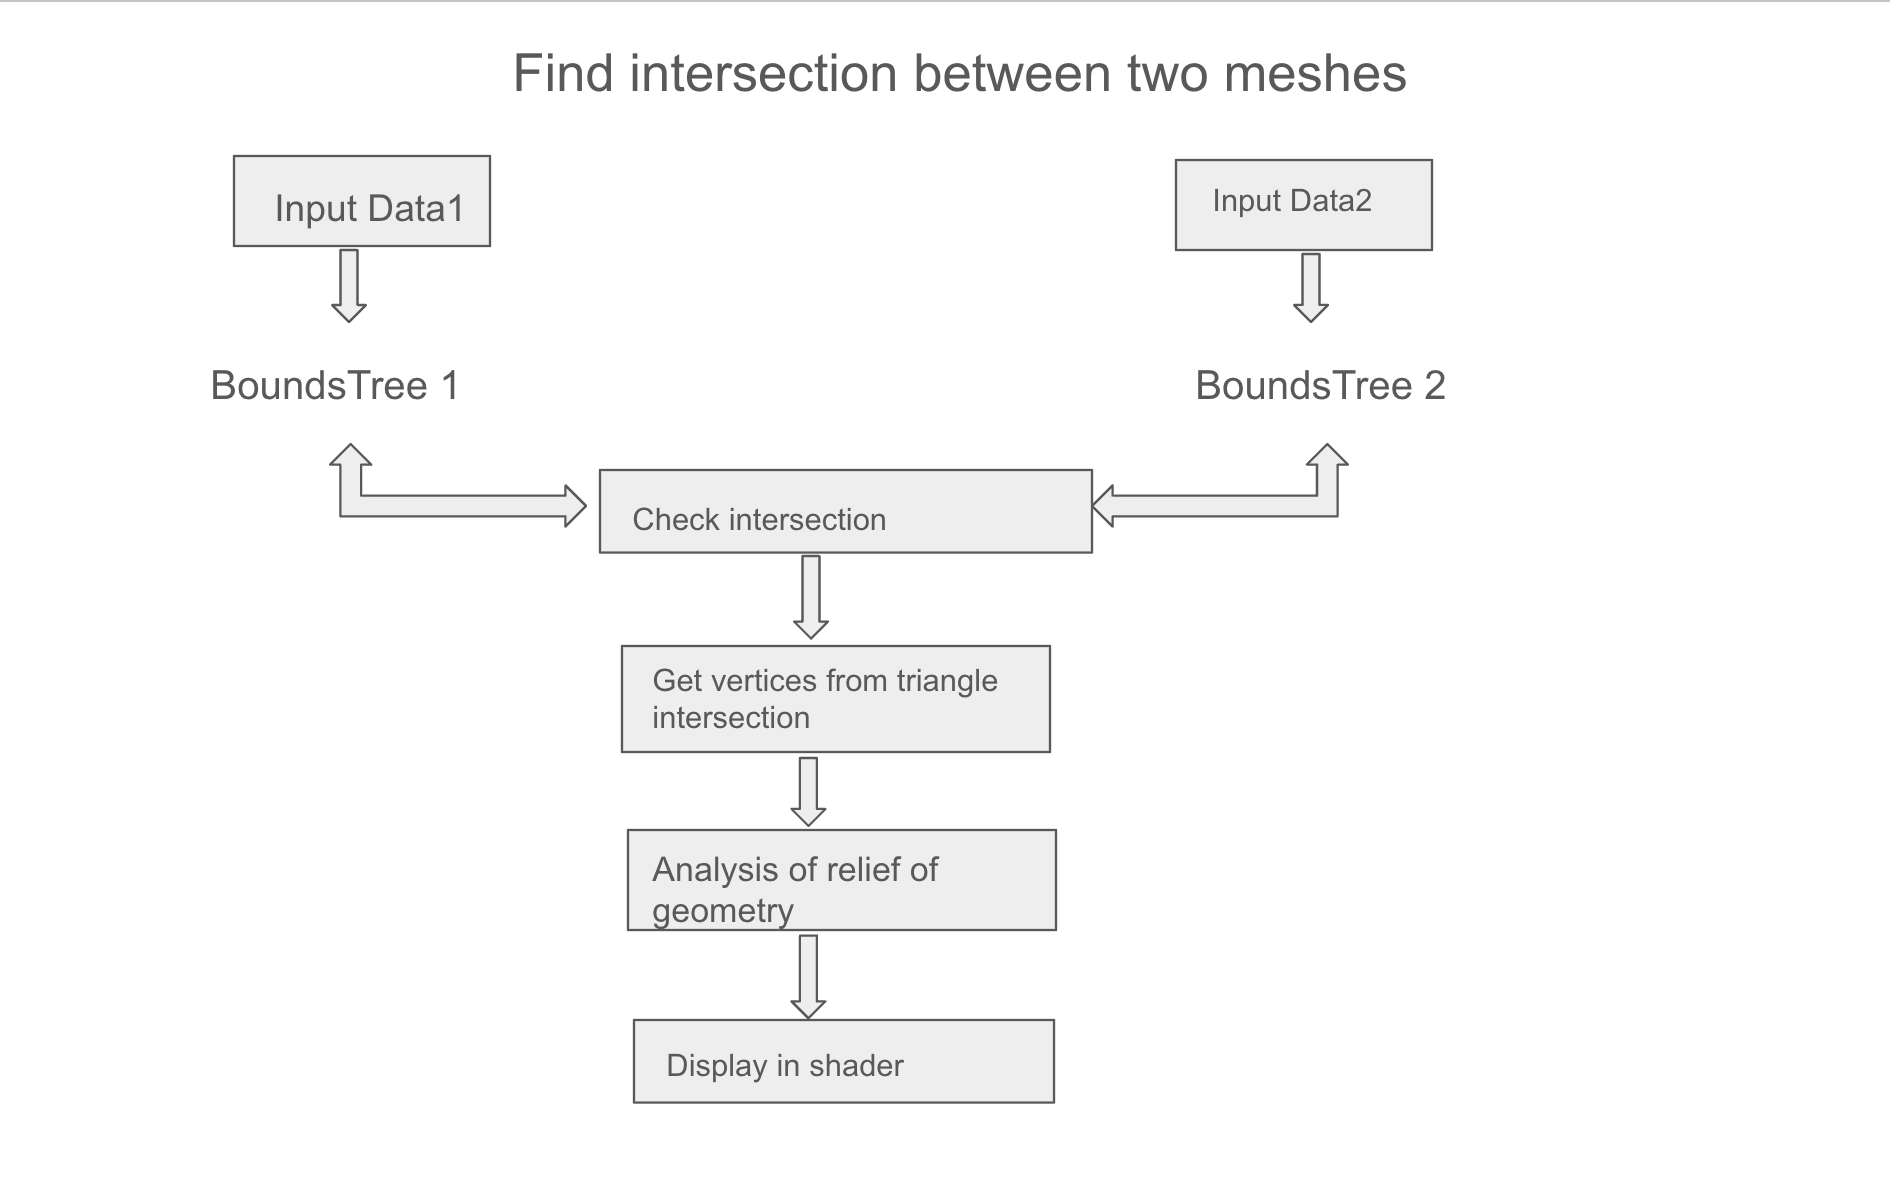 Find intersection between two meshes
Input Data1
Input Data2
BoundsTree 1
BoundsTree 2
Check intersection
Get vertices from triangle
intersection
Analysis of relief of
geometry
Display in shader